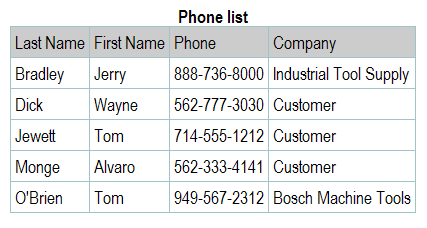 Phone list
Last Name First Name Phone Company
Bradley Jerry 888-736-8000 Industrial Tool Supply
Dick Wayne 562-777-3030 Customer
Jewett Tom 714-555-1212 Customer
Monge Alvaro 562-333-4141 Customer
O'Brien Tom 949-567-2312 Bosch Machine Tools